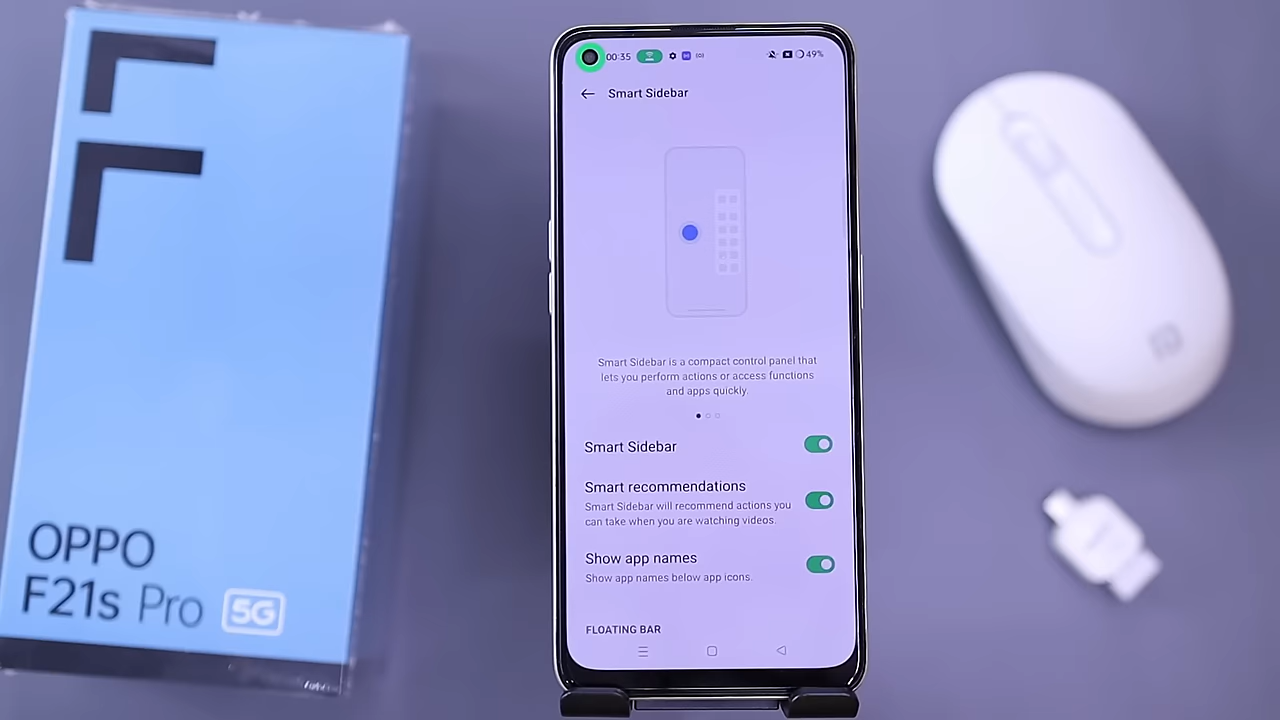 F
OPPO
F21s Pro 5G
00:35
49%
Smart Sidebar
Smart Sidebar is a compact control panel that
lets you perform actions or access functions
and apps quickly.
Smart Sidebar
Smart recommendations
Smart Sidebar will recommend actions you
can take when you are watching videos.
Show app names
Show app names below app icons.
FLOATING BAR